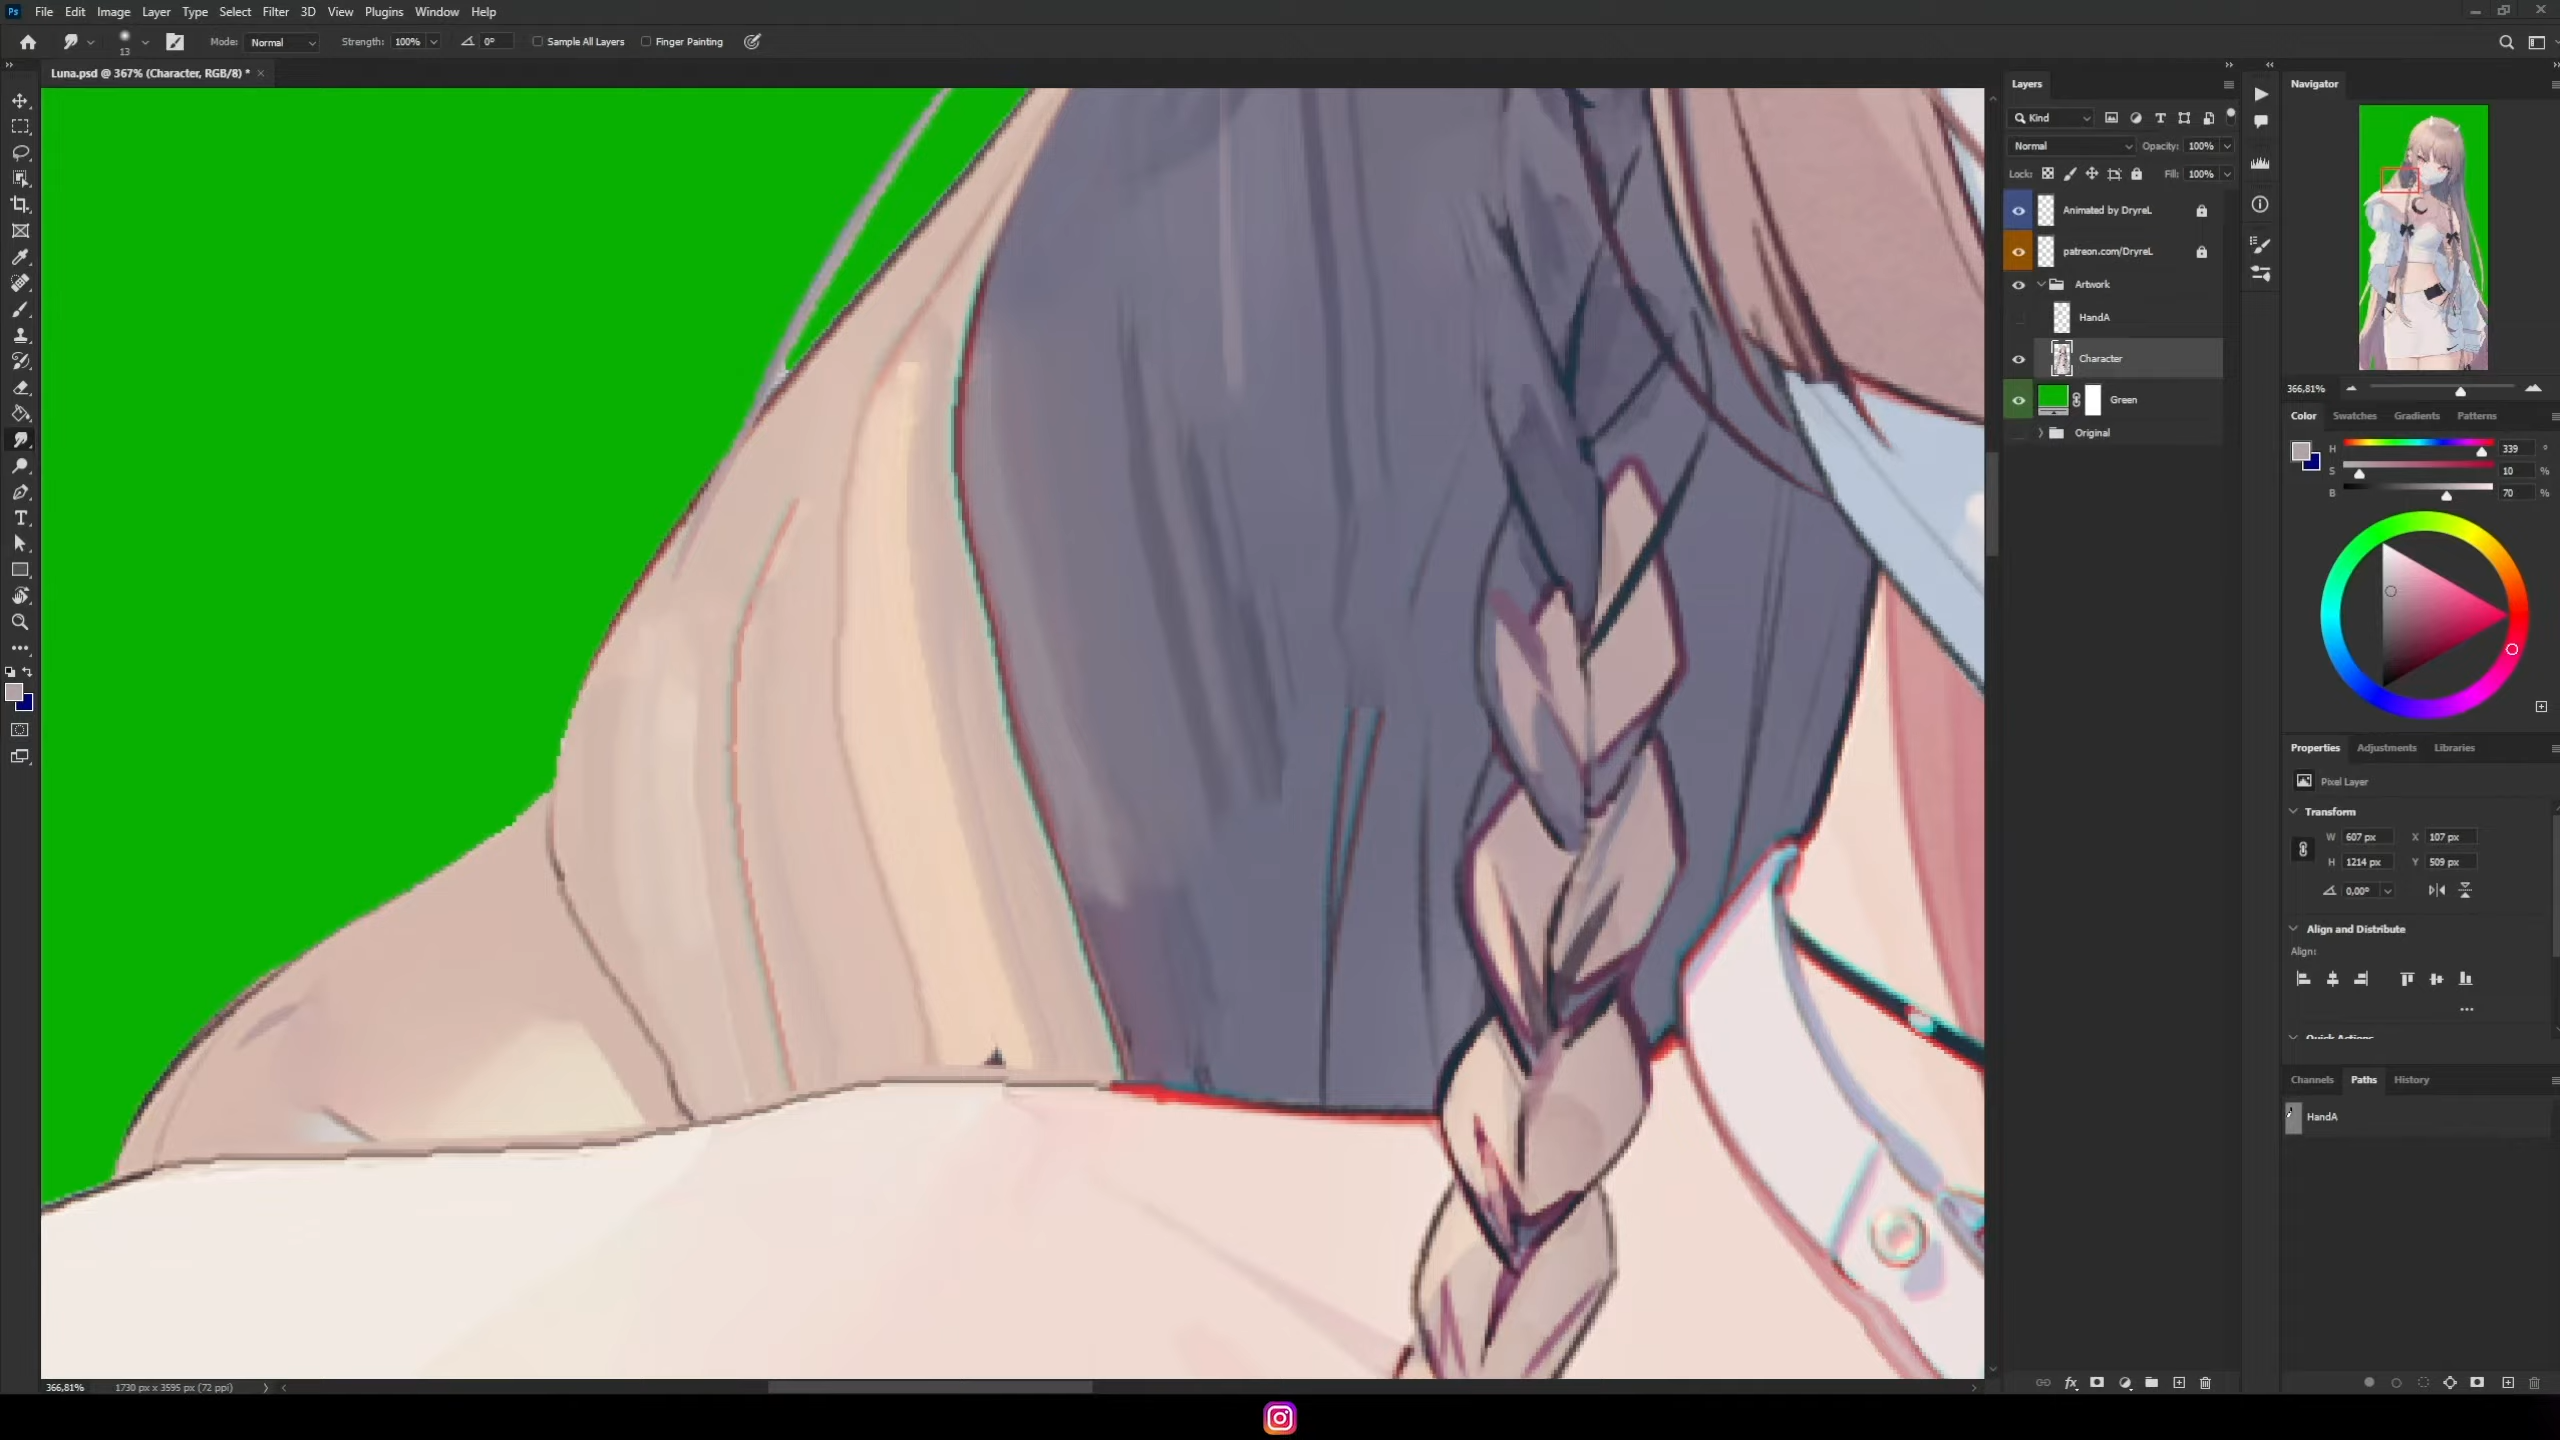 Ps File Edit Image Layer Type Select Filter 3D View Plugins Window Help
13 Mode: Normal Strength: 100% 0° Sample All Layers Finger Painting
Luna.psd @ 367% (Character, RGB/8) *
Layers
Kind
Normal Opacity: 100%
Lock: Fill: 100%
Animated by DryreL
patreon.com/DryreL
Artwork
HandA
Character
Green
Original
Navigator
366,81%
Color Swatches Gradients Patterns
H 339 °
S 10 %
B 70 %
Properties Adjustments Libraries
Pixel Layer
Transform
W 607 px X 107 px
H 1214 px Y 509 px
0,00°
Align and Distribute
Align:
Quick Actions
Channels Paths History
HandA
366,81% 1730 px x 3595 px (72 ppi)